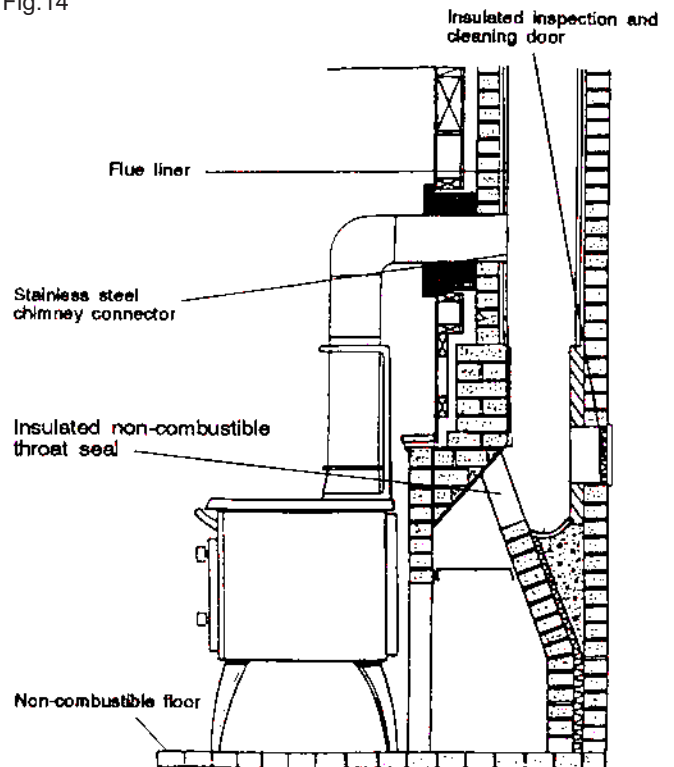 Fig.14
Insulated inspection and
cleaning door
Flue liner
Stainless steel
chimney connector
Insulated non-combustible
throat seal
Non-combustible floor